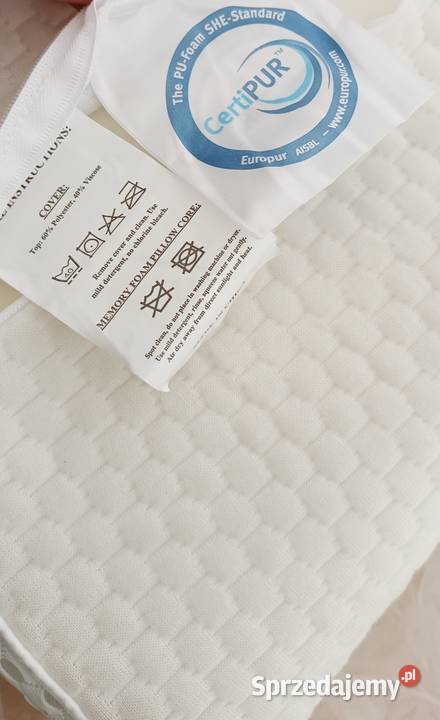 The PU-Foam SHE-Standard
CertiPUR™
Europur AISBL – www.europur.com
INSTRUCTIONS:
COVER:
Top: 60% Polyester, 40% Viscose
40
Remove cover and clean. Use
mild detergent, no chlorine bleach.
MEMORY FOAM PILLOW CORE:
Spot clean, do not place in washing machine or dryer.
Use mild detergent, rinse, squeeze water out gently.
Air dry away from direct sunlight and heat.
Sprzedajemy.pl